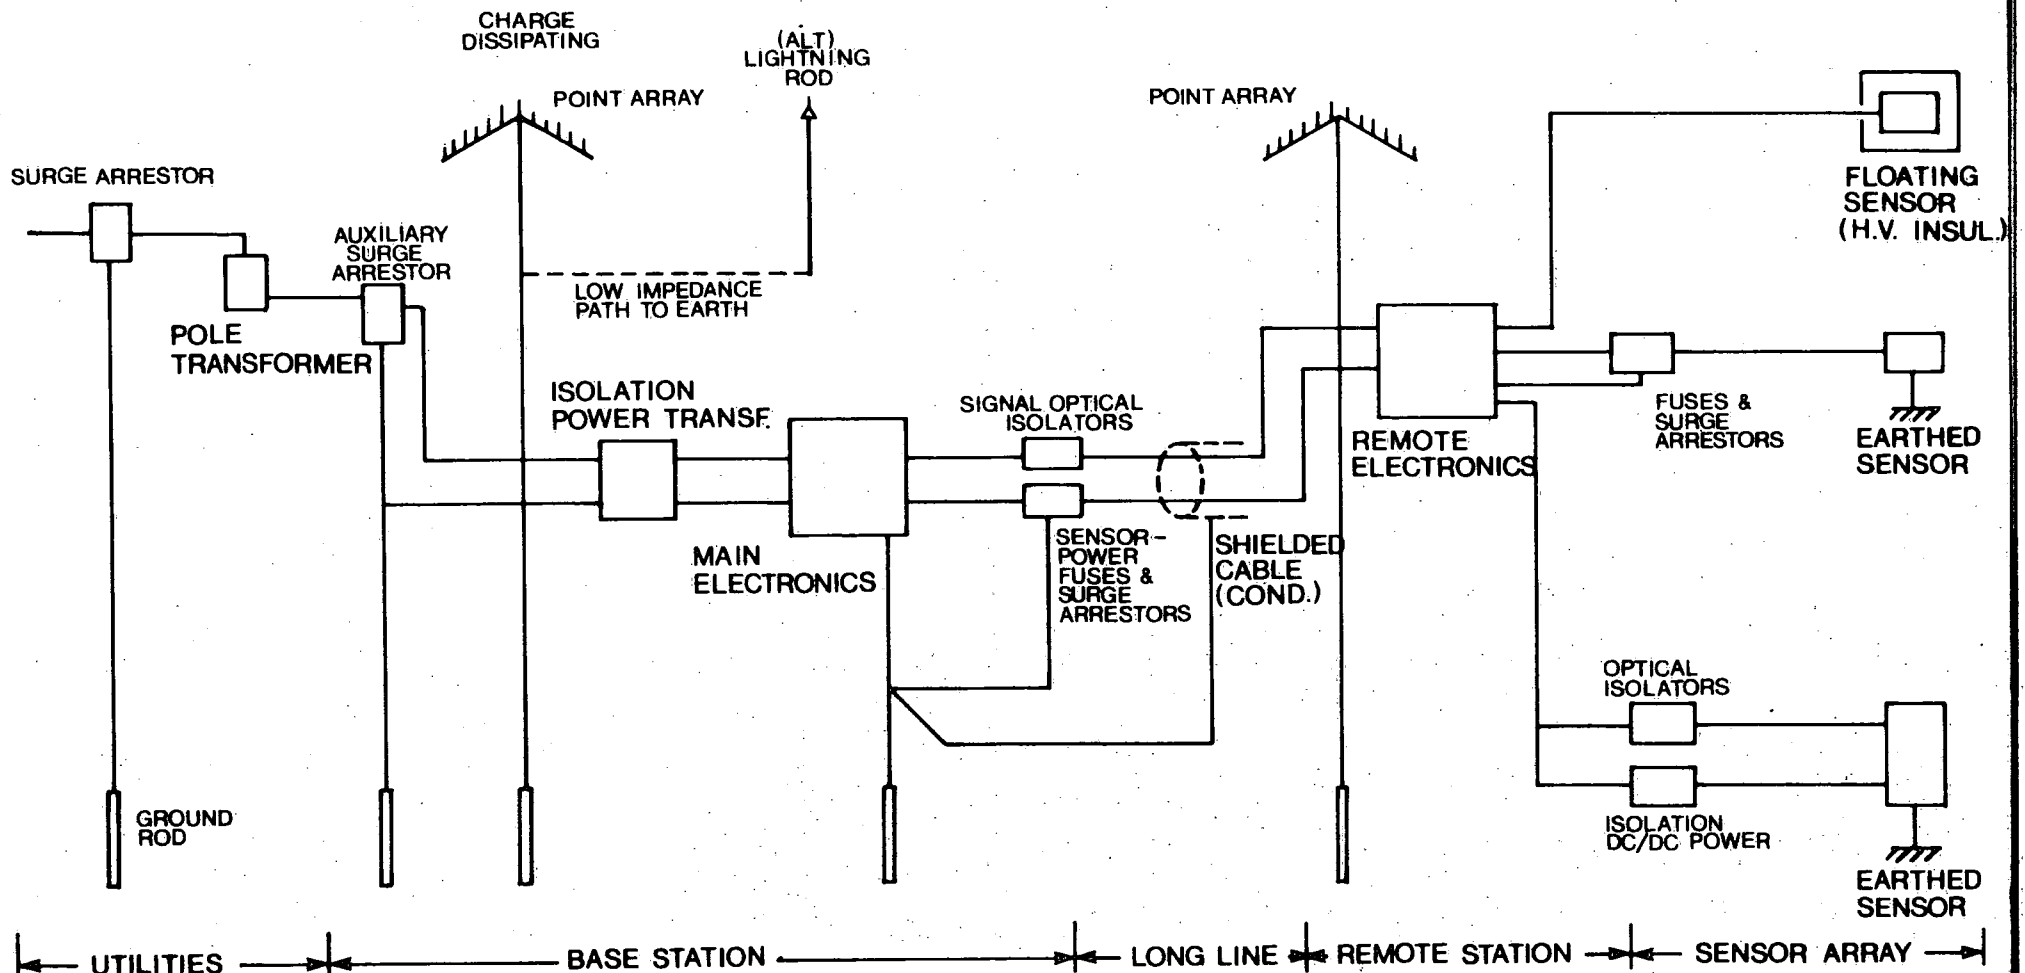 CHARGE
DISSIPATING
POINT ARRAY
(ALT)
LIGHTNING
ROD
POINT ARRAY
SURGE ARRESTOR
FLOATING
SENSOR
(H.V. INSUL.)
AUXILIARY
SURGE
ARRESTOR
LOW IMPEDANCE
PATH TO EARTH
POLE
TRANSFORMER
ISOLATION
POWER TRANSF.
SIGNAL OPTICAL
ISOLATORS
REMOTE
ELECTRONICS
FUSES &
SURGE
ARRESTORS
EARTHED
SENSOR
MAIN
ELECTRONICS
SENSOR-
POWER
FUSES &
SURGE
ARRESTORS
SHIELDED
CABLE
(COND.)
OPTICAL
ISOLATORS
GROUND
ROD
ISOLATION
DC/DC POWER
EARTHED
SENSOR
UTILITIES
BASE STATION
LONG LINE
REMOTE STATION
SENSOR ARRAY